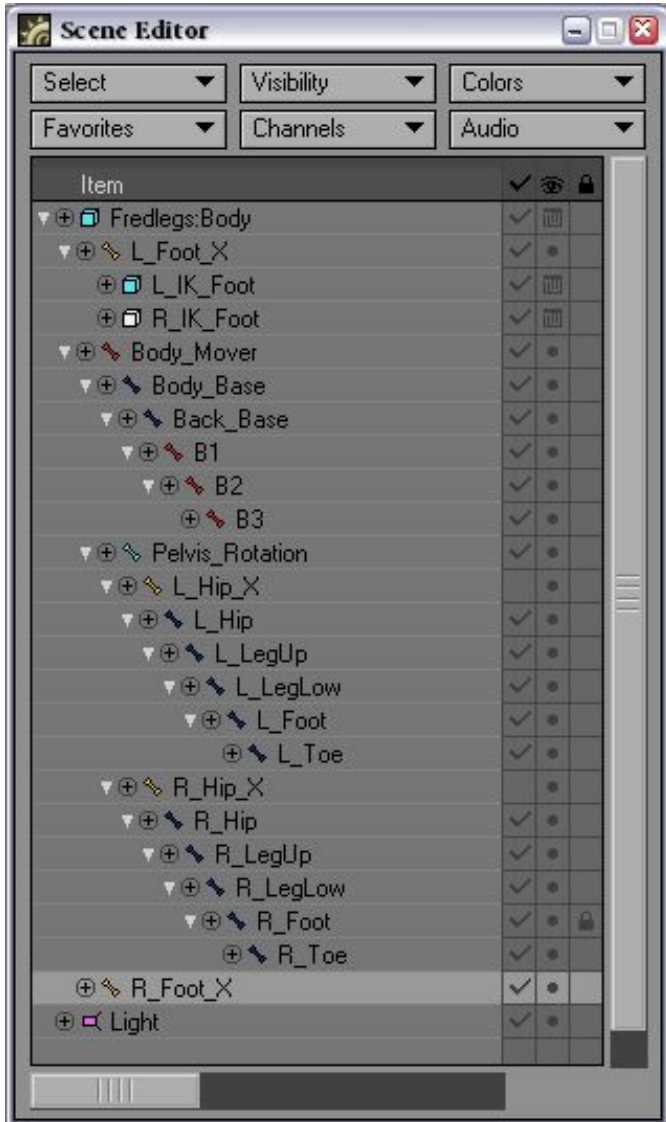 Scene Editor
Select Visibility Colors
Favorites Channels Audio
Item
Fredlegs:Body
L_Foot_X
L_IK_Foot
R_IK_Foot
Body_Mover
Body_Base
Back_Base
B1
B2
B3
Pelvis_Rotation
L_Hip_X
L_Hip
L_LegUp
L_LegLow
L_Foot
L_Toe
R_Hip_X
R_Hip
R_LegUp
R_LegLow
R_Foot
R_Toe
R_Foot_X
Light